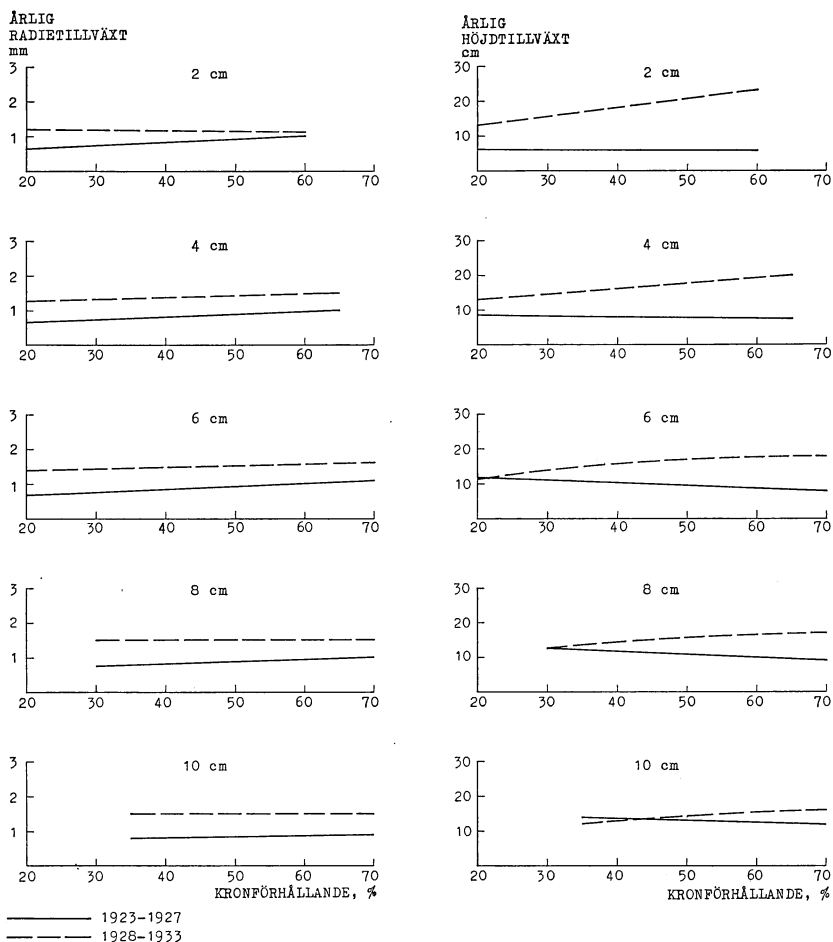 ÅRLIG
RADIETILLVÄXT
mm
3
2 cm
2
1
20 30 40 50 60 70
3
4 cm
2
1
20 30 40 50 60 70
3
6 cm
2
1
20 30 40 50 60 70
3
8 cm
2
1
20 30 40 50 60 70
3
10 cm
2
1
20 30 40 50 60 70
KRONFÖRHÅLLANDE, %
ÅRLIG
HÖJDTILLVÄXT
cm
30
2 cm
20
10
20 30 40 50 60 70
30
4 cm
20
10
20 30 40 50 60 70
30
6 cm
20
10
20 30 40 50 60 70
30
8 cm
20
10
20 30 40 50 60 70
30
10 cm
20
10
20 30 40 50 60 70
KRONFÖRHÅLLANDE, %
1923-1927
1928-1933